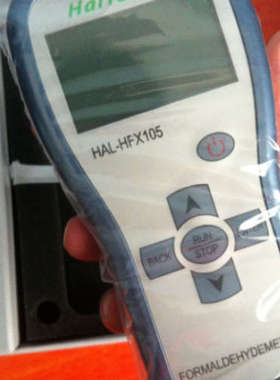 HAL-HFX105
RUN
STOP
BACK
FORMALDEHYDEME